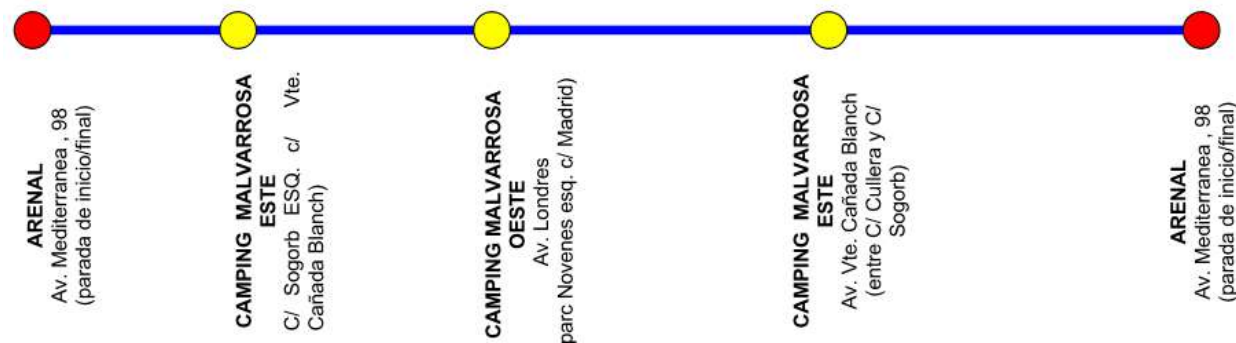 ARENAL
Av. Mediterranea , 98
(parada de inicio/final)
CAMPING MALVARROSA
ESTE
C/ Sogorb ESQ. c/ Vte.
Cañada Blanch)
CAMPING MALVARROSA
OESTE
Av. Londres
parc Novenes esq. c/ Madrid)
CAMPING MALVARROSA
ESTE
Av. Vte. Cañada Blanch
(entre C/ Cullera y C/
Sogorb)
ARENAL
Av. Mediterranea , 98
(parada de inicio/final)